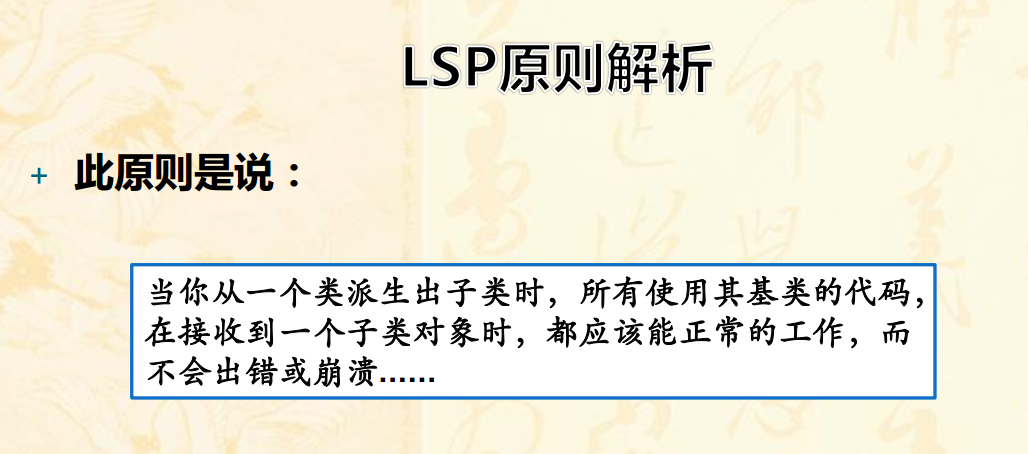 LSP原则解析
+ 此原则是说：
当你从一个类派生出子类时，所有使用其基类的代码，
在接收到一个子类对象时，都应该能正常的工作，而
不会出错或崩溃......